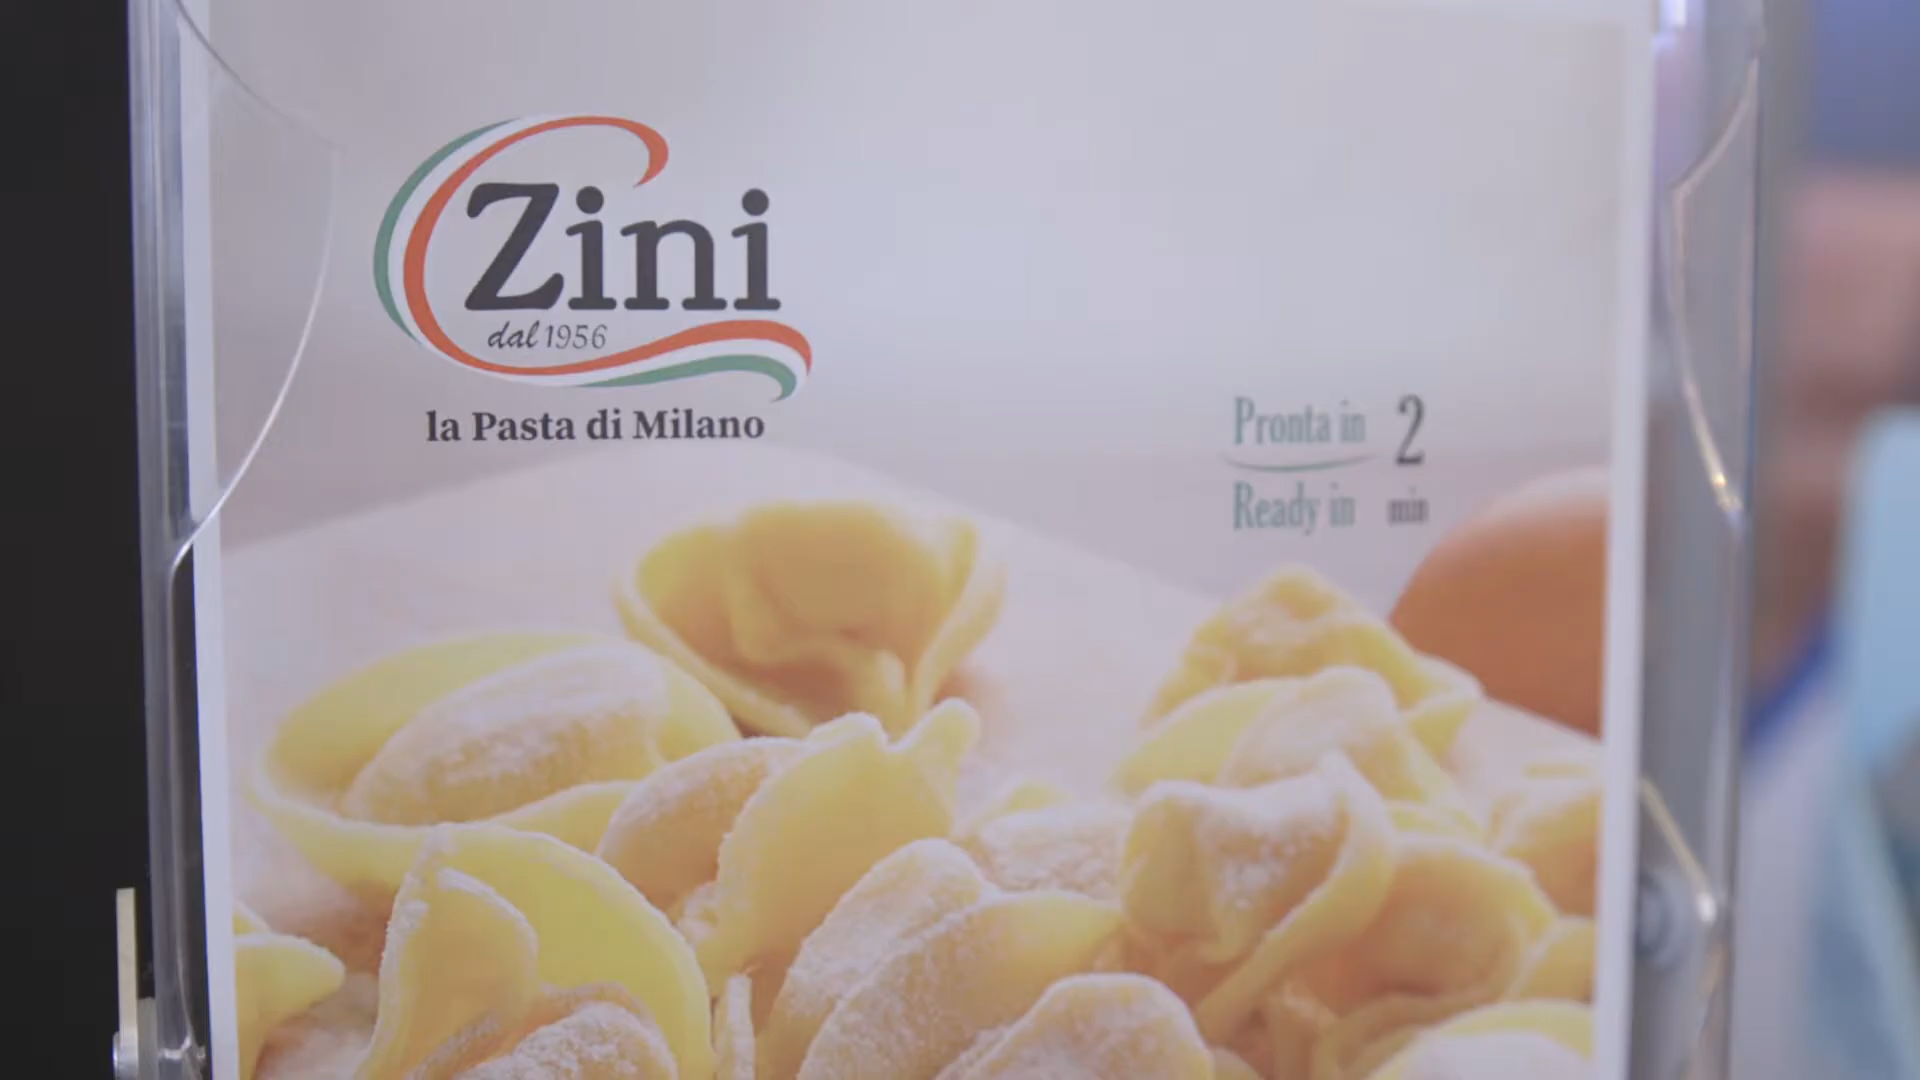 Zini
dal 1956
la Pasta di Milano
Pronta in 2
Ready in min